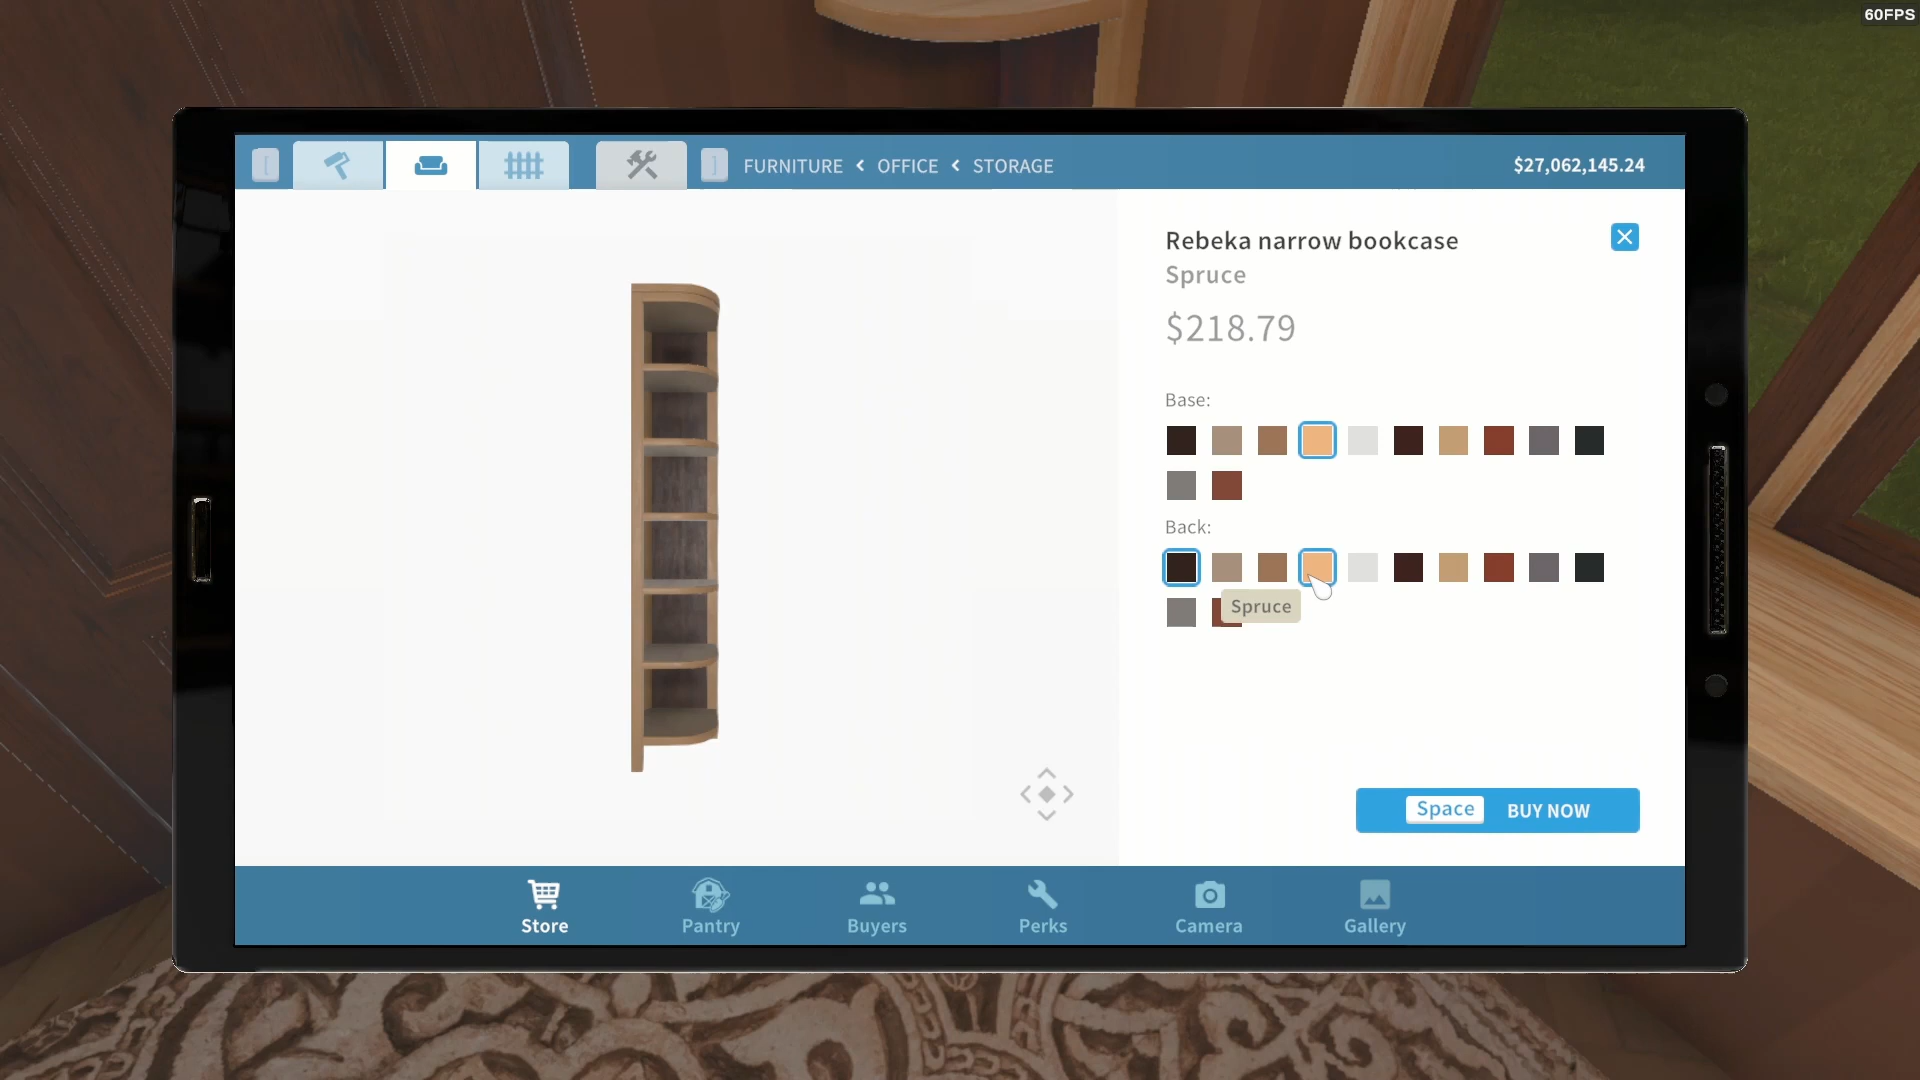 60FPS
[
]
FURNITURE < OFFICE < STORAGE
$27,062,145.24
Rebeka narrow bookcase
Spruce
$218.79
Base:
Back:
Spruce
Space BUY NOW
Store
Pantry
Buyers
Perks
Camera
Gallery